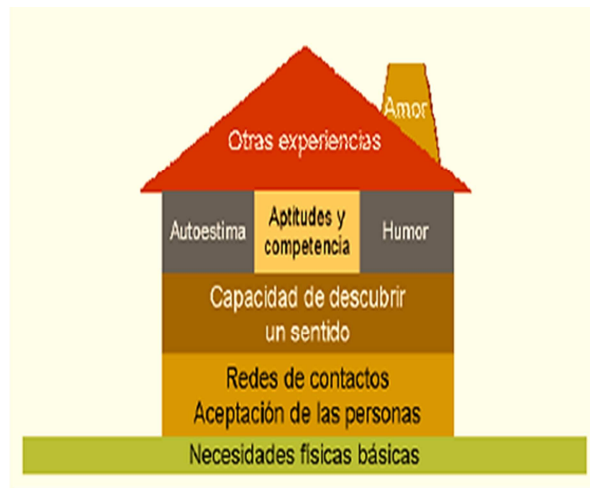 Amor
Otras experiencias
Autoestima
Aptitudes y
competencia
Humor
Capacidad de descubrir
un sentido
Redes de contactos
Aceptación de las personas
Necesidades físicas básicas